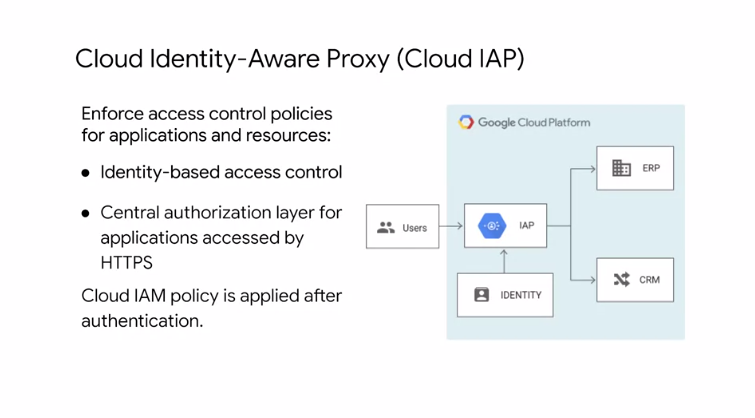 Cloud Identity-Aware Proxy (Cloud IAP)
Enforce access control policies
for applications and resources:
● Identity-based access control
● Central authorization layer for
applications accessed by
HTTPS
Cloud IAM policy is applied after
authentication.
Google Cloud Platform
Users
IAP
IDENTITY
ERP
CRM